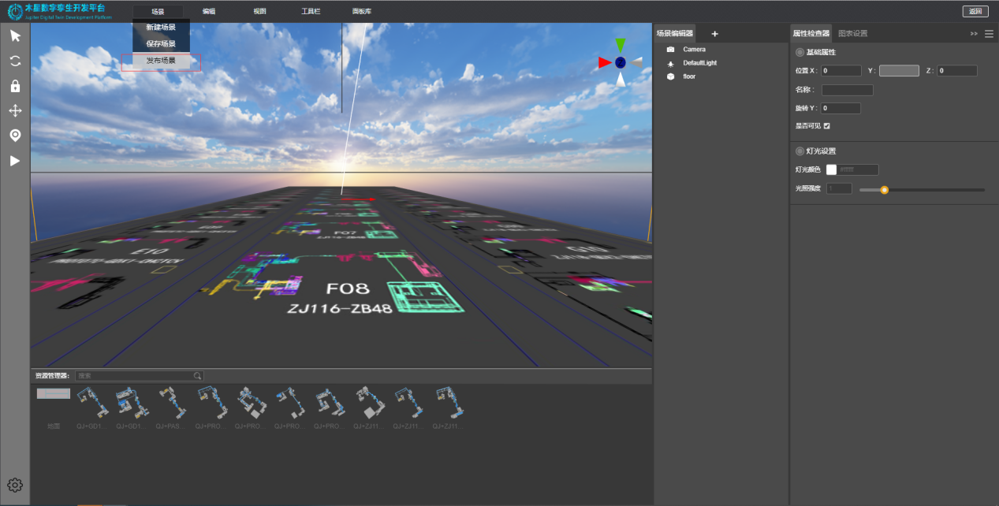 木星数字孪生开发平台
Jupiter Digital Twin Development Platform
场景
编辑
视图
工具栏
面板库
返回
新建场景
保存场景
发布场景
场景编辑器
+
Camera
DefaultLight
floor
属性检查器
图表设置
>>
基础属性
位置 X : 0 Y : Z : 0
名称 :
旋转 Y : 0
是否可见
灯光设置
灯光颜色 #ffffff
光照强度 1
Z
F07
ZJ116-ZB48
E10
G10
F08
ZJ116-ZB48
资源管理器:
搜索
地面
QJ+GD1...
QJ+GD1...
QJ+PAS...
QJ+PRO...
QJ+PRO...
QJ+PRO...
QJ+PRO...
QJ+ZJ11...
QJ+ZJ11...
QJ+ZJ11...